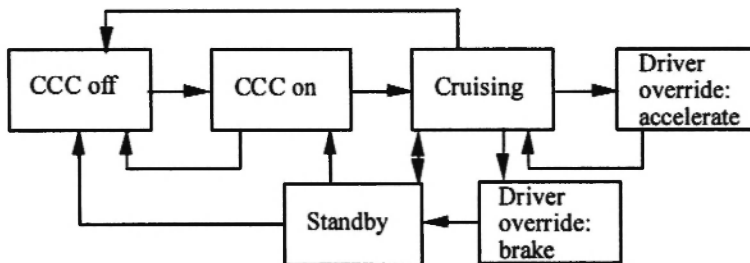 CCC off
CCC on
Cruising
Driver
override:
accelerate
Standby
Driver
override:
brake